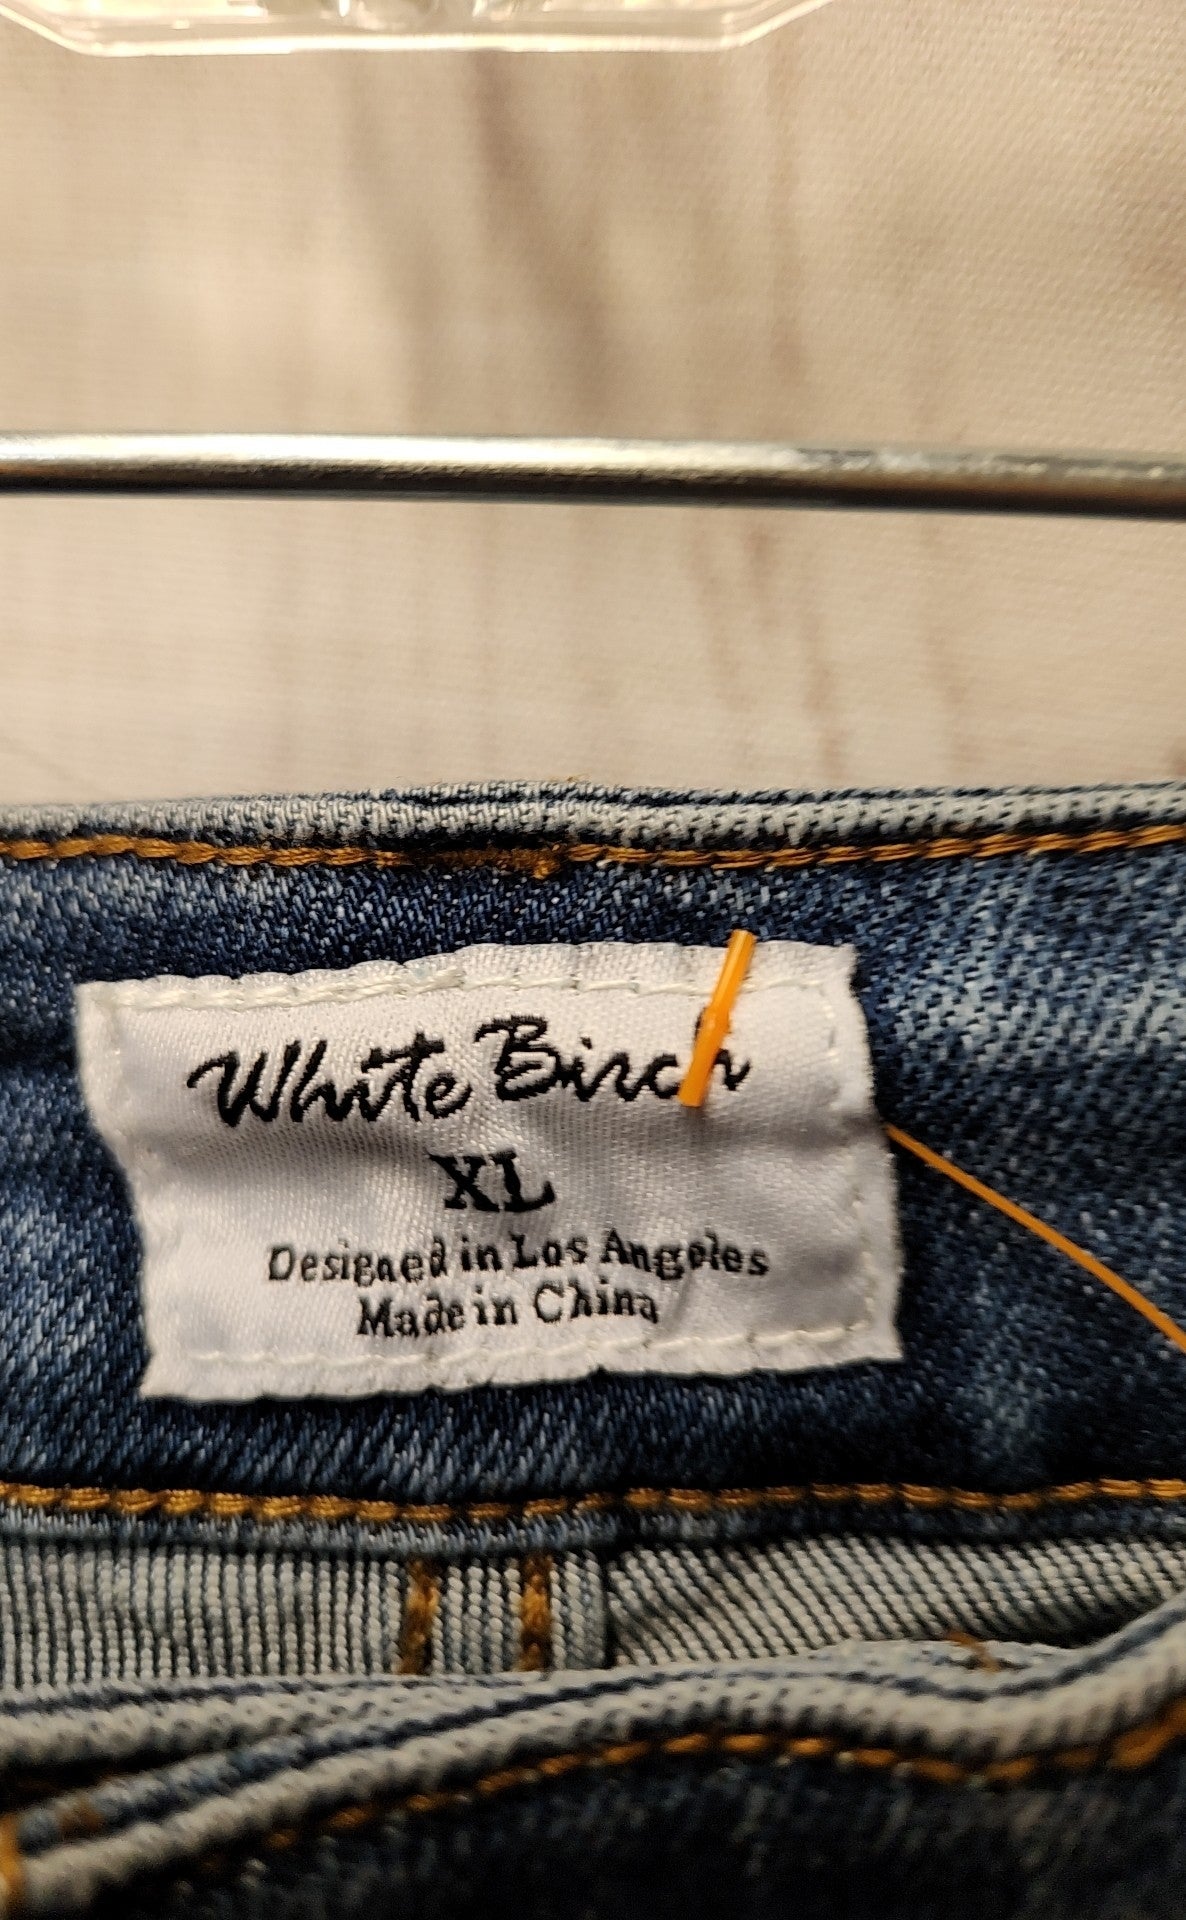 White Birch
XL
Designed in Los Angeles
Made in China